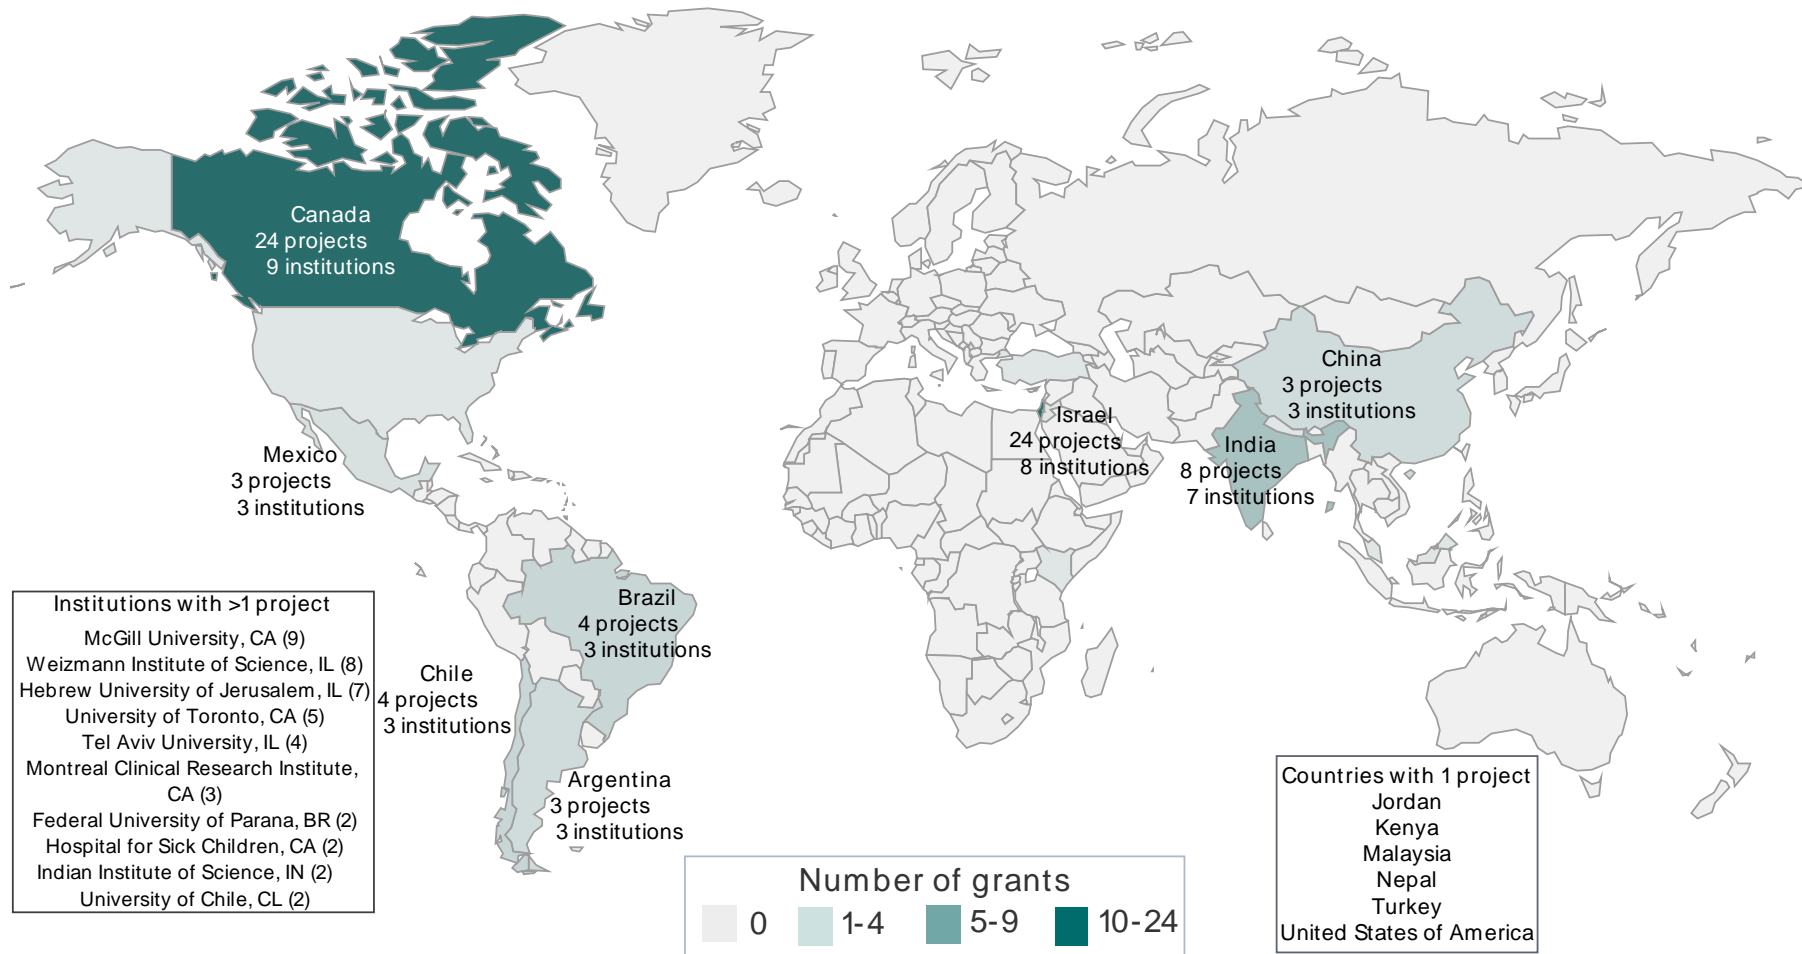 Canada
24 projects
9 institutions
China
3 projects
3 institutions
Israel
24 projects
8 institutions
India
8 projects
7 institutions
Mexico
3 projects
3 institutions
Brazil
4 projects
3 institutions
Chile
4 projects
3 institutions
Argentina
3 projects
3 institutions
Institutions with >1 project
McGill University, CA (9)
Weizmann Institute of Science, IL (8)
Hebrew University of Jerusalem, IL (7)
University of Toronto, CA (5)
Tel Aviv University, IL (4)
Montreal Clinical Research Institute,
CA (3)
Federal University of Parana, BR (2)
Hospital for Sick Children, CA (2)
Indian Institute of Science, IN (2)
University of Chile, CL (2)
Number of grants
0 1-4 5-9 10-24
Countries with 1 project
Jordan
Kenya
Malaysia
Nepal
Turkey
United States of America